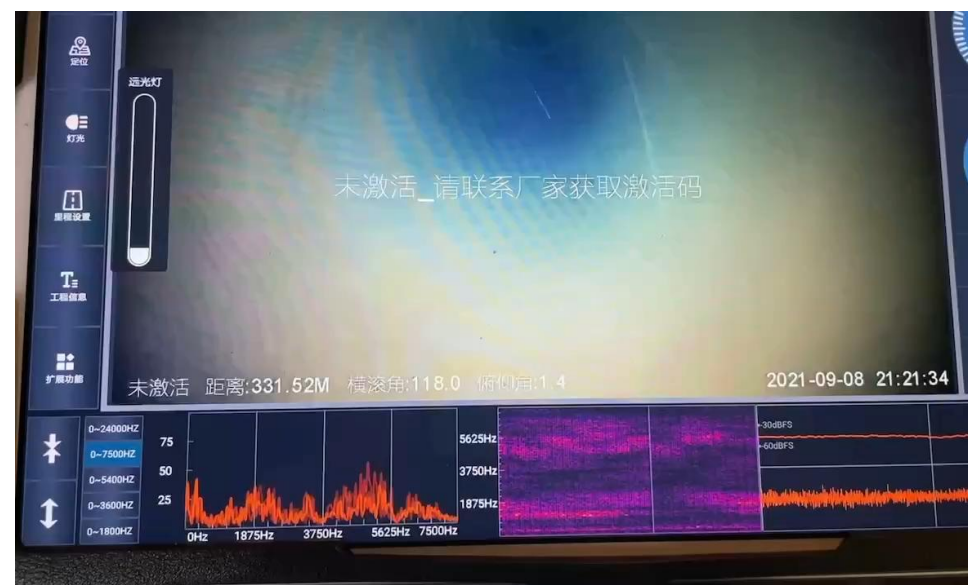 定位
远光灯
灯光
未激活_请联系厂家获取激活码
里程设置
工程信息
扩展功能
未激活 距离:331.52M 横滚角:118.0 俯仰角:1.4
2021-09-08 21:21:34
0~24000HZ
0~7500HZ
0~5400HZ
0~3600HZ
0~1800HZ
75
50
25
0Hz 1875Hz 3750Hz 5625Hz 7500Hz
5625Hz
3750Hz
1875Hz
-30dBFS
-60dBFS